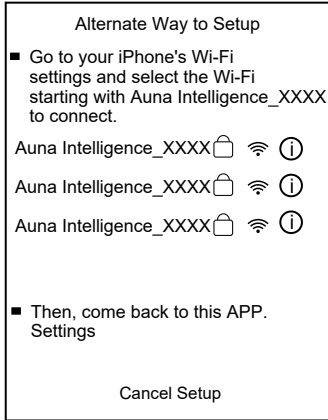 Alternate Way to Setup
Go to your iPhone's Wi-Fi
settings and select the Wi-Fi
starting with Auna Intelligence_XXXX
to connect.
Auna Intelligence_XXXX
Auna Intelligence_XXXX
Auna Intelligence_XXXX
Then, come back to this APP.
Settings
Cancel Setup